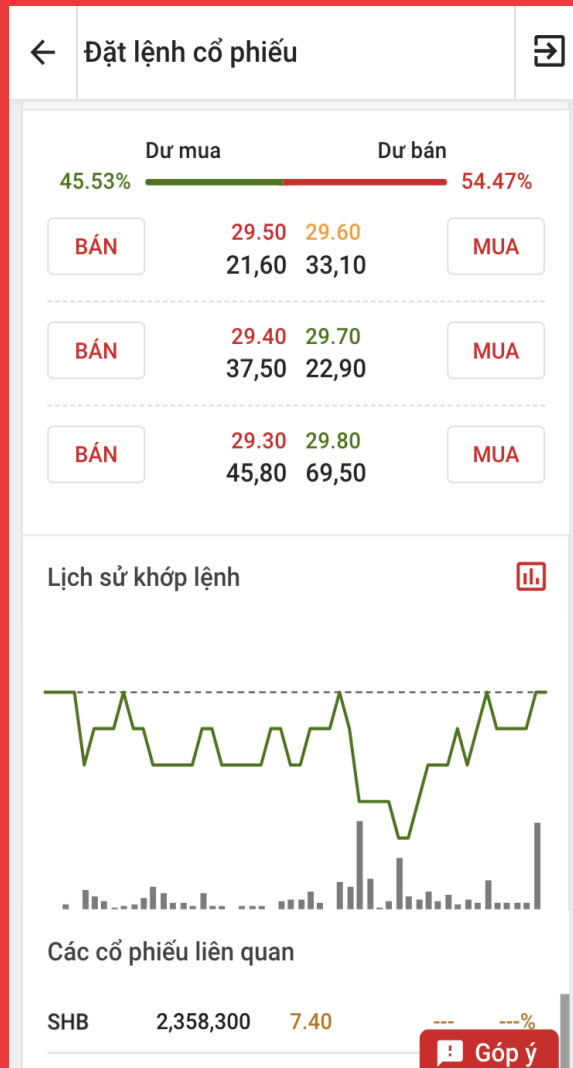 Đặt lệnh cổ phiếu
Dư mua Dư bán
45.53% 54.47%
BÁN 29.50 29.60 MUA
21,60 33,10
BÁN 29.40 29.70 MUA
37,50 22,90
BÁN 29.30 29.80 MUA
45,80 69,50
Lịch sử khớp lệnh
Các cổ phiếu liên quan
SHB 2,358,300 7.40 --- ---%
Góp ý